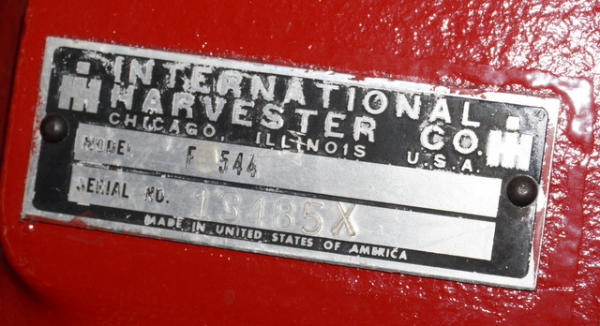 INTERNATIONAL
HARVESTER CO.
CHICAGO, ILLINOIS U.S.A.
MODEL F 544
SERIAL NO. 13485X
MADE IN UNITED STATES OF AMERICA